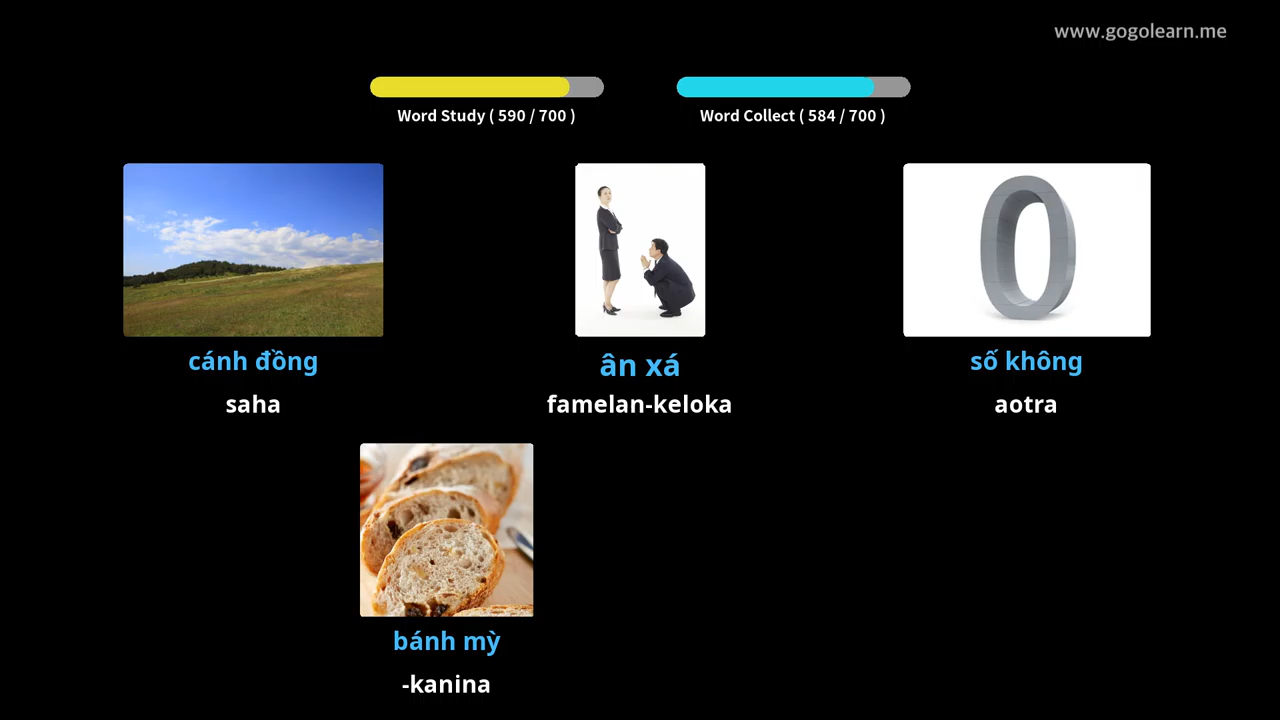 www.gogolearn.me
Word Study ( 590 / 700 )
Word Collect ( 584 / 700 )
cánh đồng
saha
ân xá
famelan-keloka
số không
aotra
bánh mỳ
-kanina